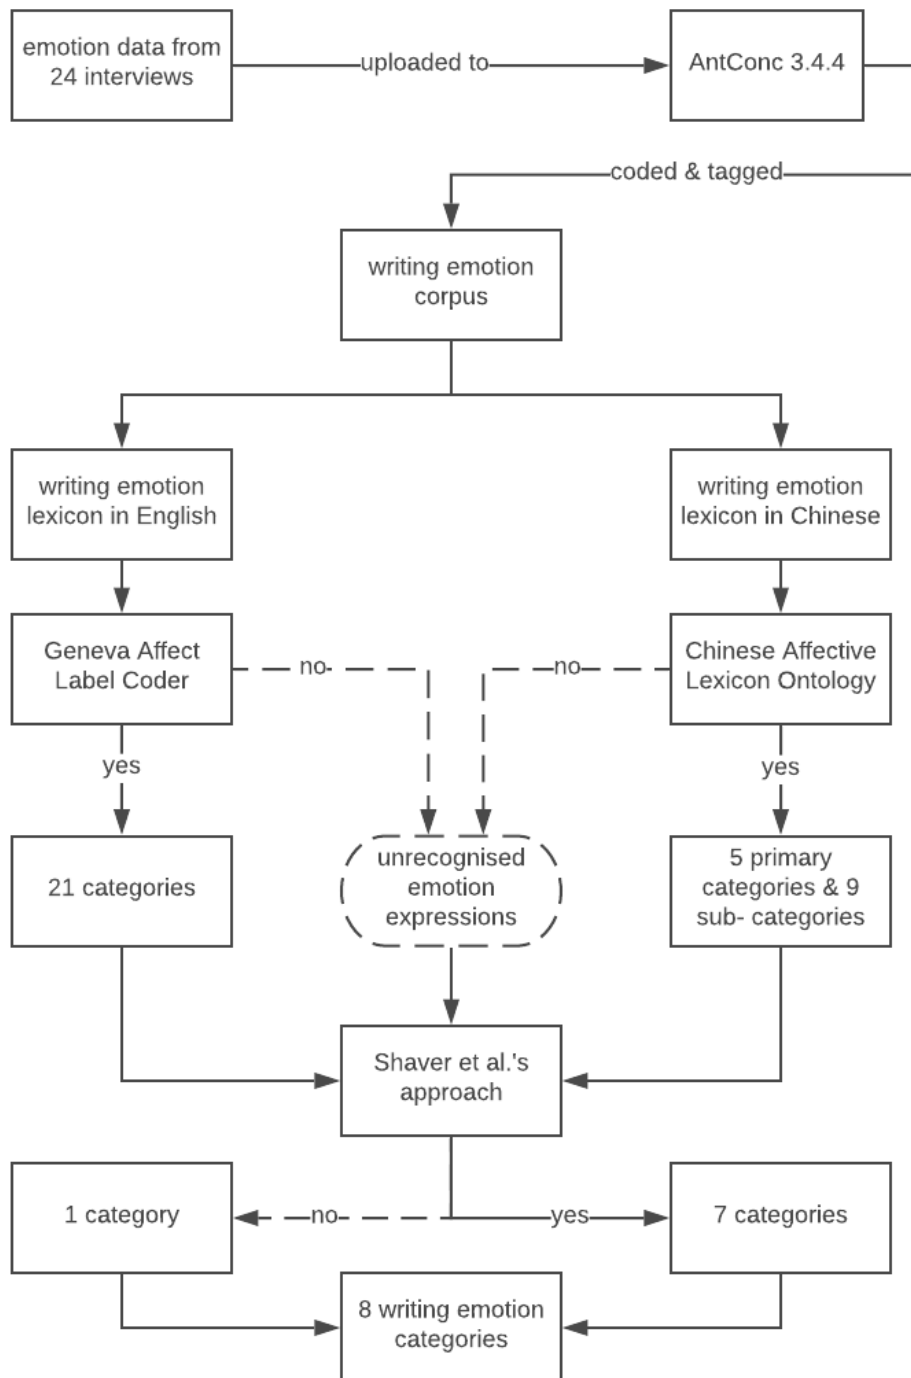 emotion data from
24 interviews
uploaded to
AntConc 3.4.4
coded & tagged
writing emotion
corpus
writing emotion
lexicon in English
writing emotion
lexicon in Chinese
Geneva Affect
Label Coder
no
no
Chinese Affective
Lexicon Ontology
yes
yes
21 categories
unrecognised
emotion
expressions
5 primary
categories & 9
sub- categories
Shaver et al.'s
approach
1 category
no
yes
7 categories
8 writing emotion
categories